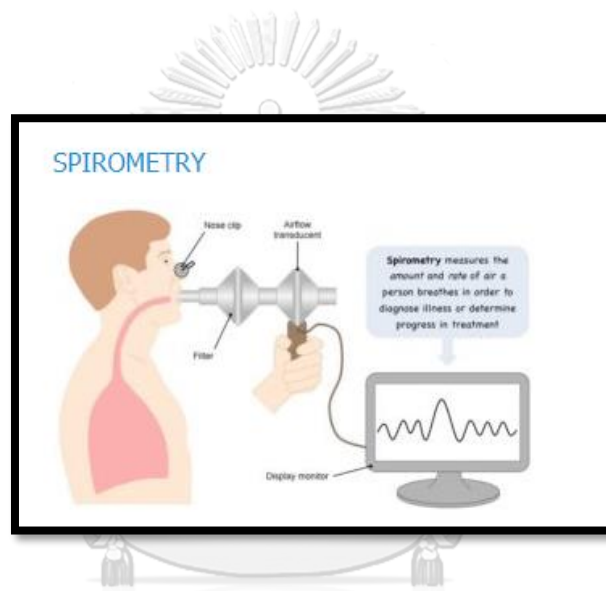 SPIROMETRY
Nose clip
Airflow
transducent
Spirometry measures the
amount and rate of air a
person breathes in order to
diagnose illness or determine
progress in treatment
Filter
Display monitor